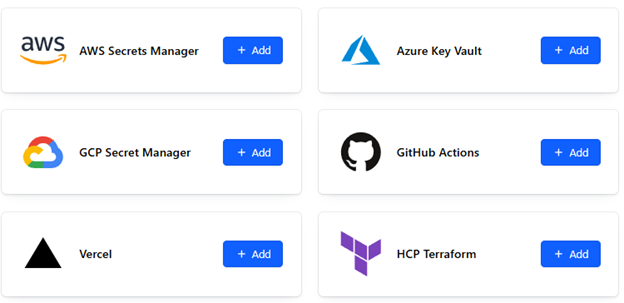 aws AWS Secrets Manager + Add
Azure Key Vault + Add
GCP Secret Manager + Add
GitHub Actions + Add
Vercel + Add
HCP Terraform + Add